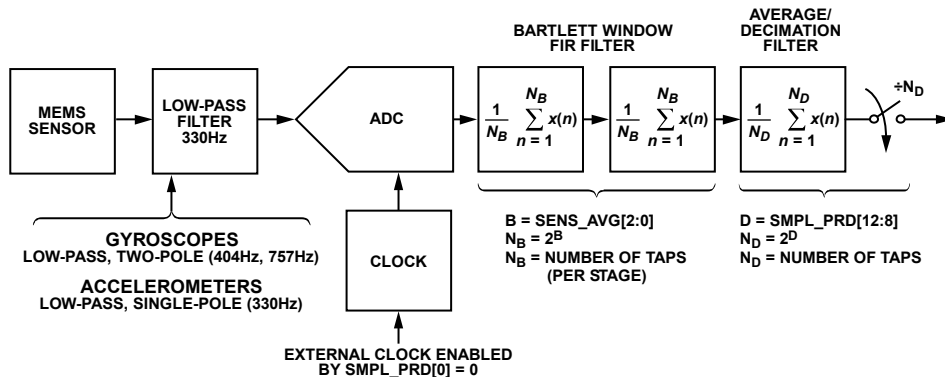 BARTLETT WINDOW
FIR FILTER
AVERAGE/
DECIMATION
FILTER
MEMS
SENSOR
LOW-PASS
FILTER
330Hz
ADC
1/N_B N_B ∑ n = 1 x(n)
1/N_B N_B ∑ n = 1 x(n)
1/N_D N_D ∑ n = 1 x(n)
÷N_D
GYROSCOPES
LOW-PASS, TWO-POLE (404Hz, 757Hz)
ACCELEROMETERS
LOW-PASS, SINGLE-POLE (330Hz)
CLOCK
EXTERNAL CLOCK ENABLED
BY SMPL_PRD[0] = 0
B = SENS_AVG[2:0]
N_B = 2^B
N_B = NUMBER OF TAPS
(PER STAGE)
D = SMPL_PRD[12:8]
N_D = 2^D
N_D = NUMBER OF TAPS